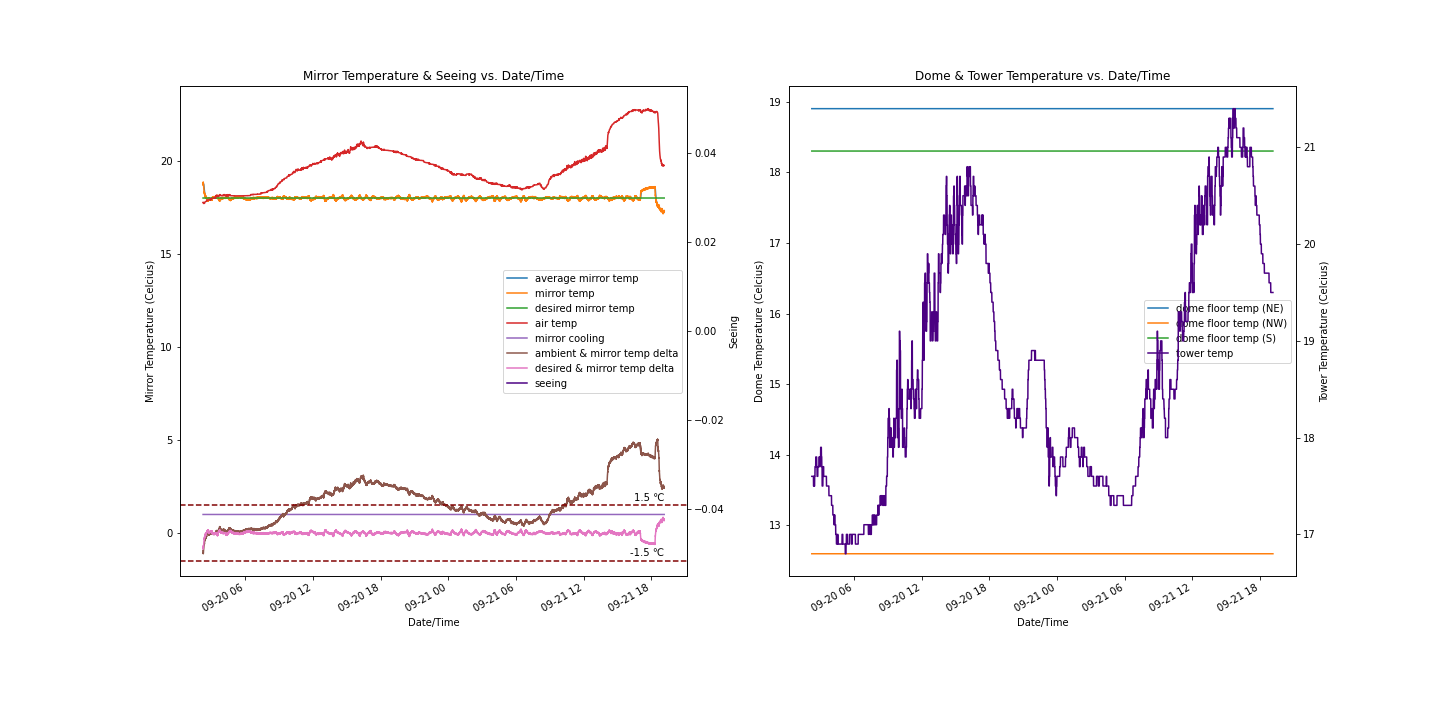 Mirror Temperature & Seeing vs. Date/Time
Mirror Temperature (Celcius)
20
15
10
5
0
0.04
0.02
0.00
−0.02
−0.04
Seeing
average mirror temp
mirror temp
desired mirror temp
air temp
mirror cooling
ambient & mirror temp delta
desired & mirror temp delta
seeing
1.5 °C
-1.5 °C
09-20 06
09-20 12
09-20 18
09-21 00
09-21 06
09-21 12
09-21 18
Date/Time
Dome & Tower Temperature vs. Date/Time
Dome Temperature (Celcius)
19
18
17
16
15
14
13
21
20
19
18
17
Tower Temperature (Celcius)
dome floor temp (NE)
dome floor temp (NW)
dome floor temp (S)
tower temp
09-20 06
09-20 12
09-20 18
09-21 00
09-21 06
09-21 12
09-21 18
Date/Time